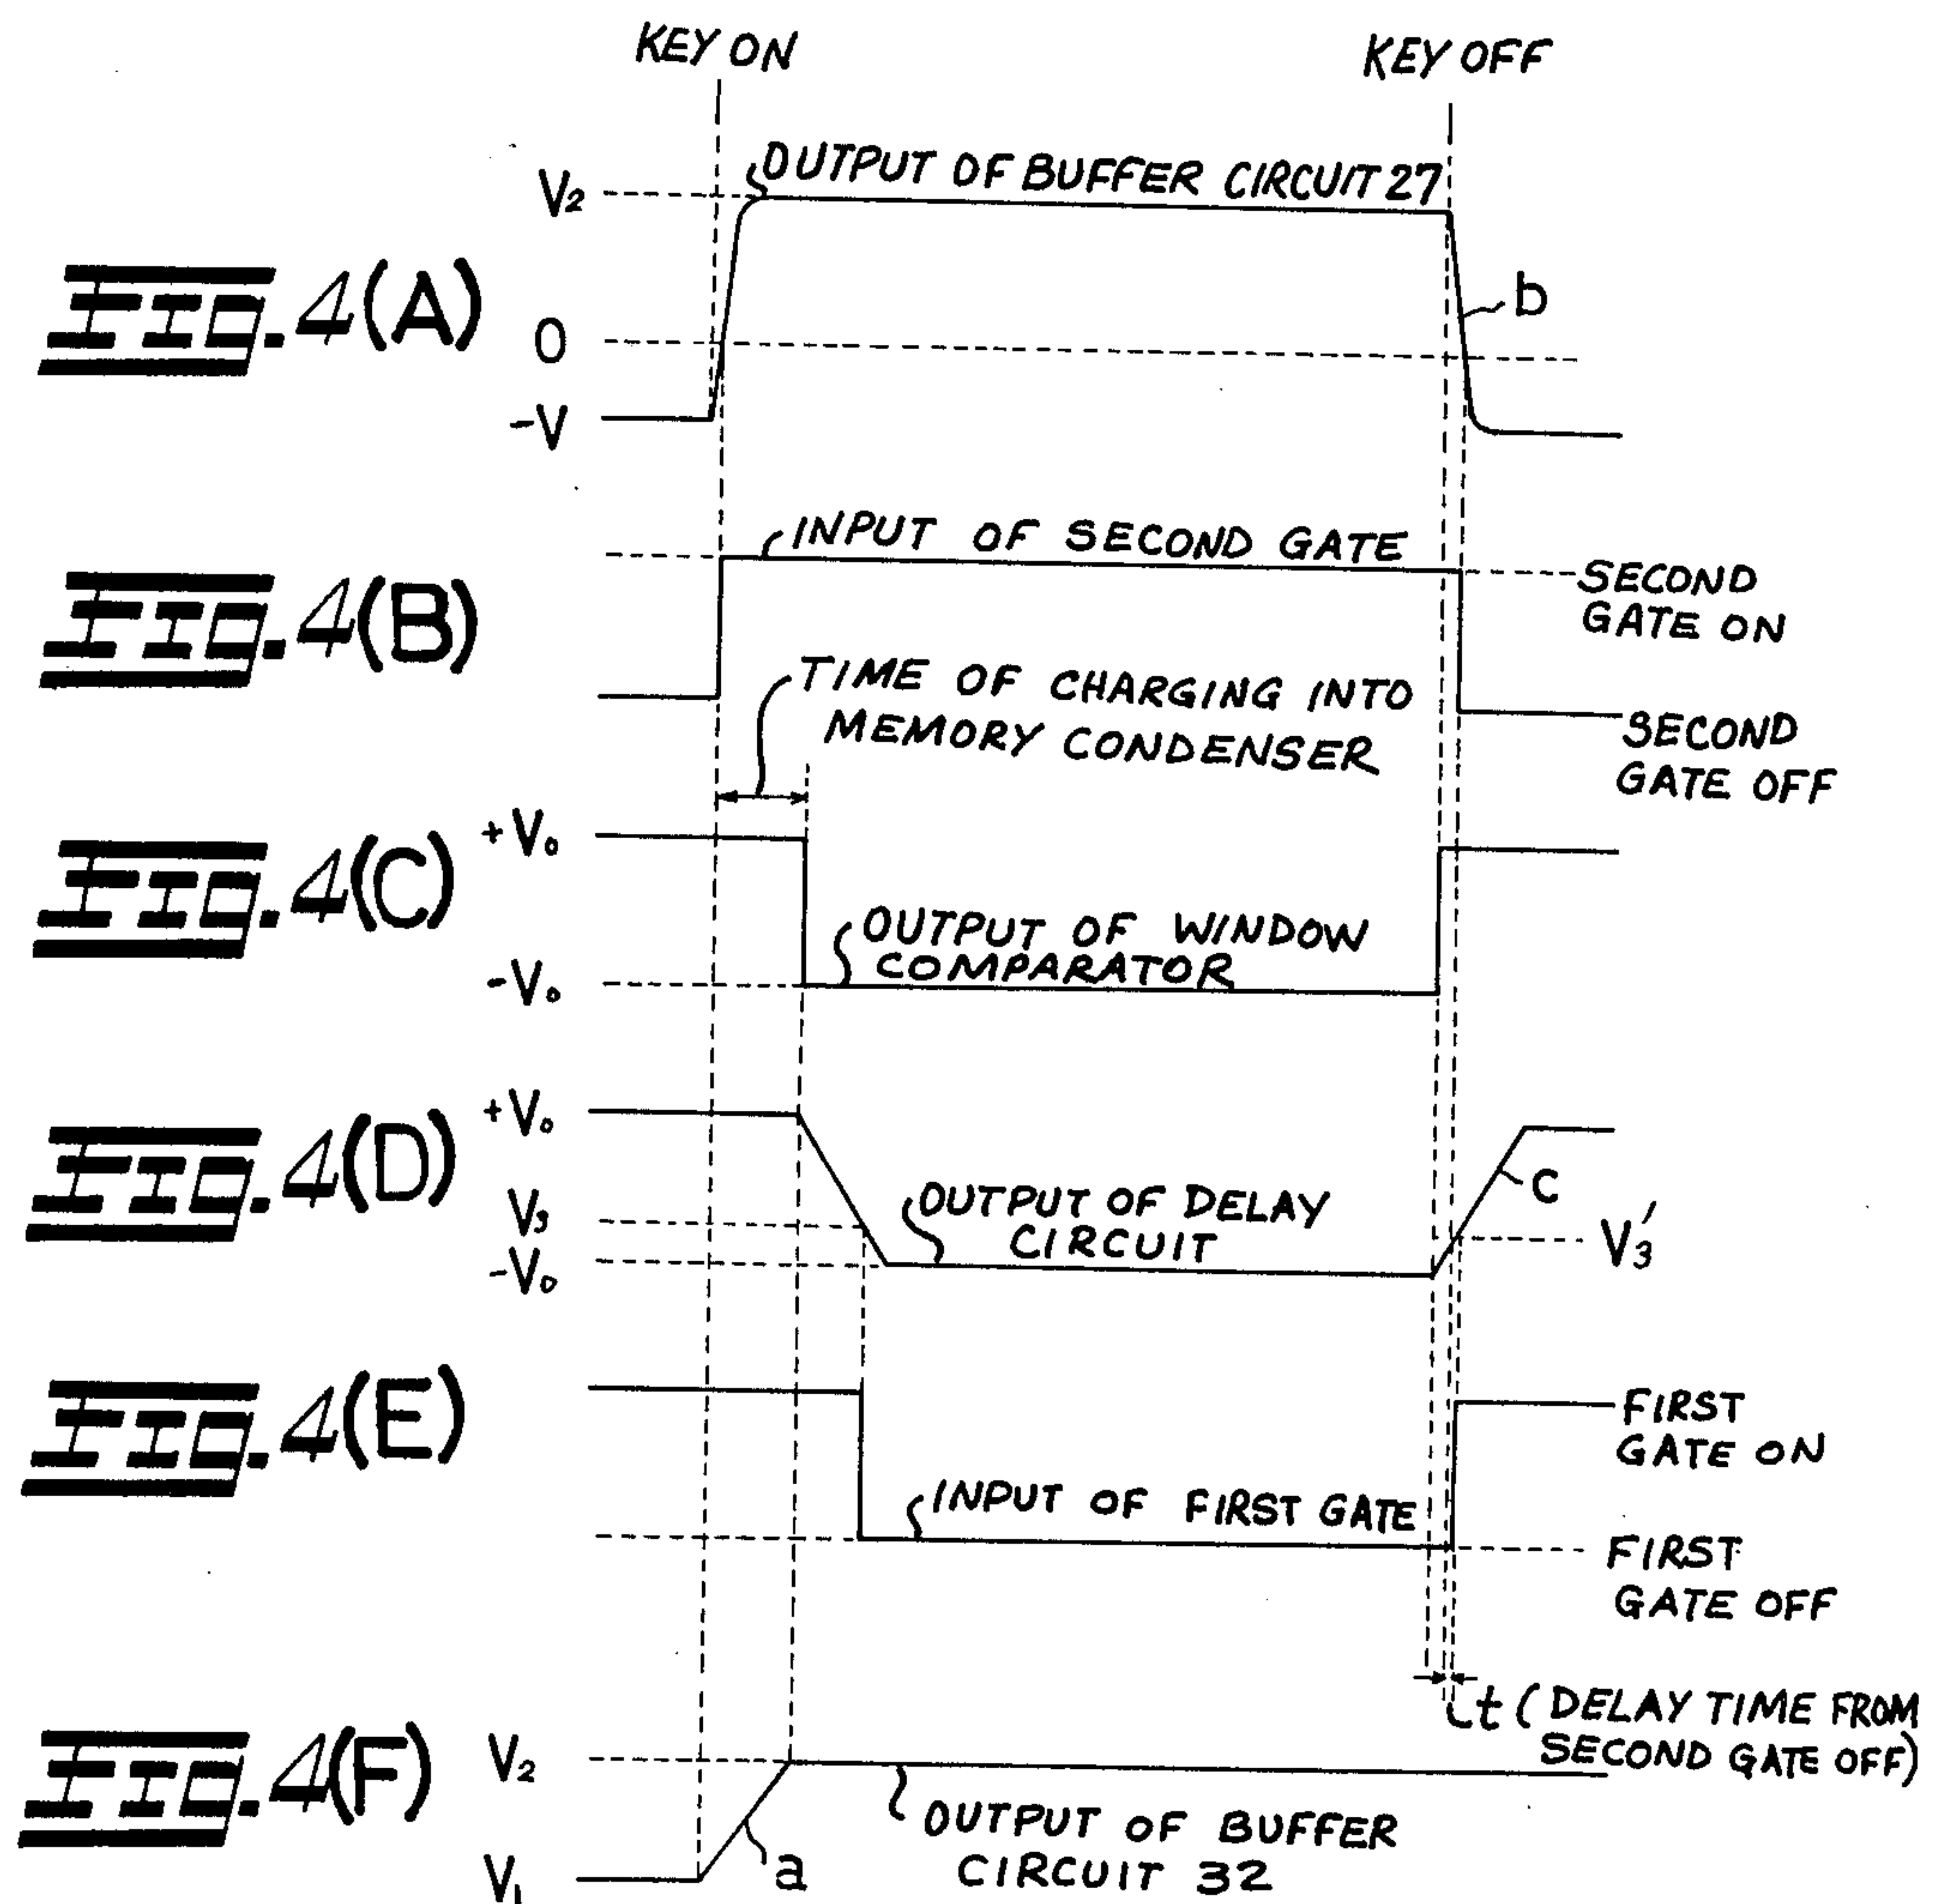 KEY ON
KEY OFF
V2
OUTPUT OF BUFFER CIRCUIT 27
FIG. 4(A)
b
0
-V
INPUT OF SECOND GATE
SECOND
GATE ON
FIG. 4(B)
TIME OF CHARGING INTO
MEMORY CONDENSER
SECOND
GATE OFF
+V0
FIG. 4(C)
OUTPUT OF WINDOW
COMPARATOR
-V0
+V0
FIG. 4(D)
c
V3
OUTPUT OF DELAY
CIRCUIT
V3'
-V0
FIG. 4(E)
FIRST
GATE ON
INPUT OF FIRST GATE
FIRST
GATE OFF
t (DELAY TIME FROM
SECOND GATE OFF)
FIG. 4(F)
V2
OUTPUT OF BUFFER
CIRCUIT 32
a
V1